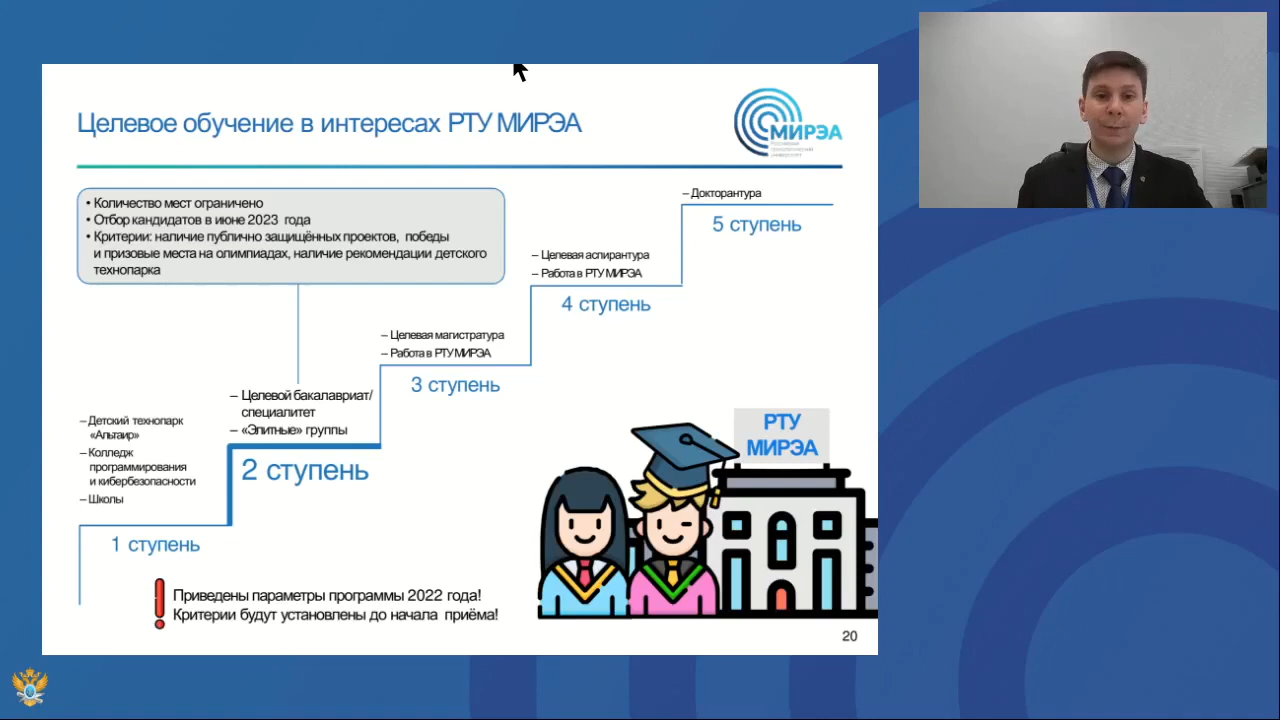 Целевое обучение в интересах РТУ МИРЭА
МИРЭА
Российский
технологический
университет
• Количество мест ограничено
• Отбор кандидатов в июне 2023 года
• Критерии: наличие публично защищённых проектов, победы
и призовые места на олимпиадах, наличие рекомендации детского
технопарка
– Докторантура
5 ступень
– Целевая аспирантура
– Работа в РТУ МИРЭА
4 ступень
– Целевая магистратура
– Работа в РТУ МИРЭА
3 ступень
– Целевой бакалавриат/
специалитет
– «Элитные» группы
2 ступень
– Детский технопарк
«Альтаир»
– Колледж
программирования
и кибербезопасности
– Школы
1 ступень
РТУ
МИРЭА
Приведены параметры программы 2022 года!
Критерии будут установлены до начала приёма!
20